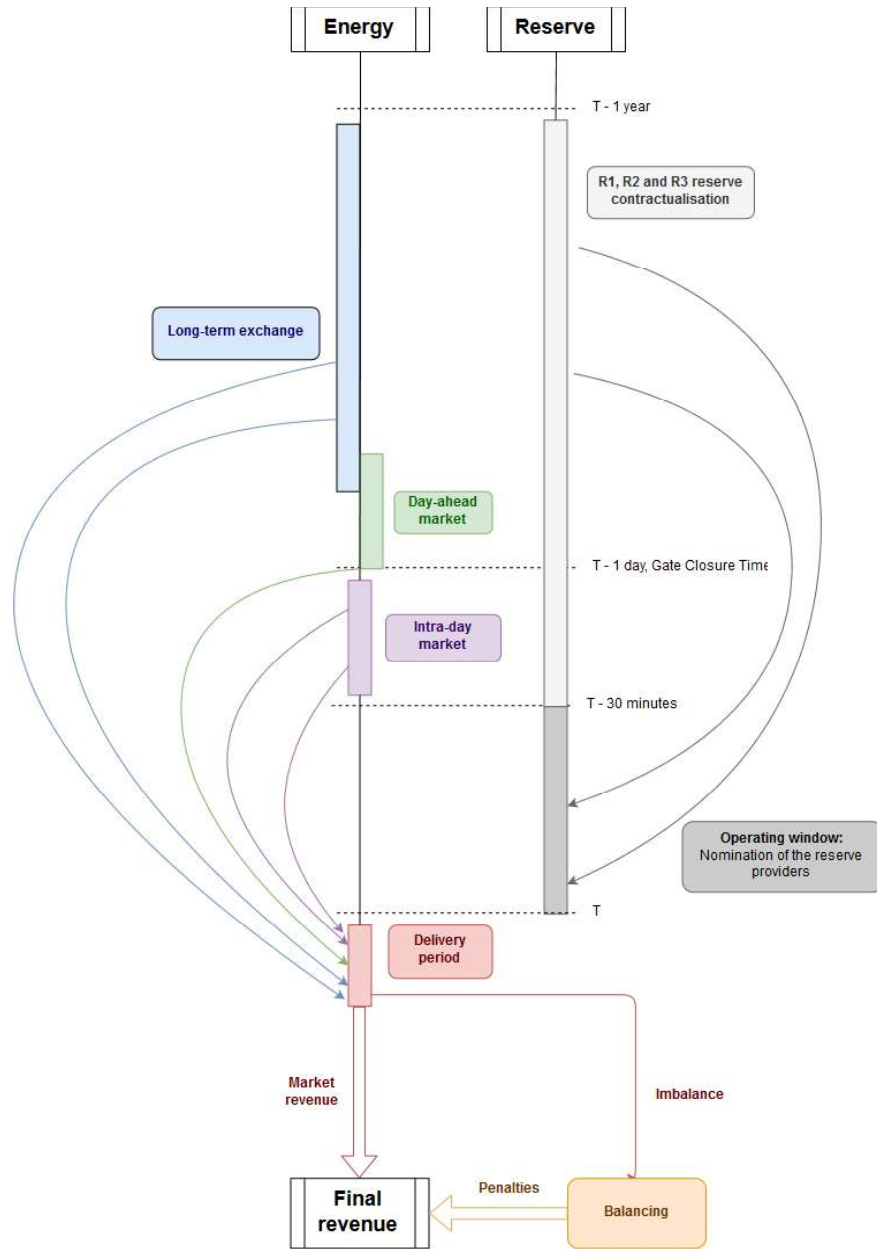 Energy
Reserve
T - 1 year
R1, R2 and R3 reserve
contractualisation
Long-term exchange
Day-ahead
market
T - 1 day, Gate Closure Time
Intra-day
market
T - 30 minutes
Operating window:
Nomination of the reserve
providers
T
Delivery
period
Market
revenue
Imbalance
Final
revenue
Penalties
Balancing